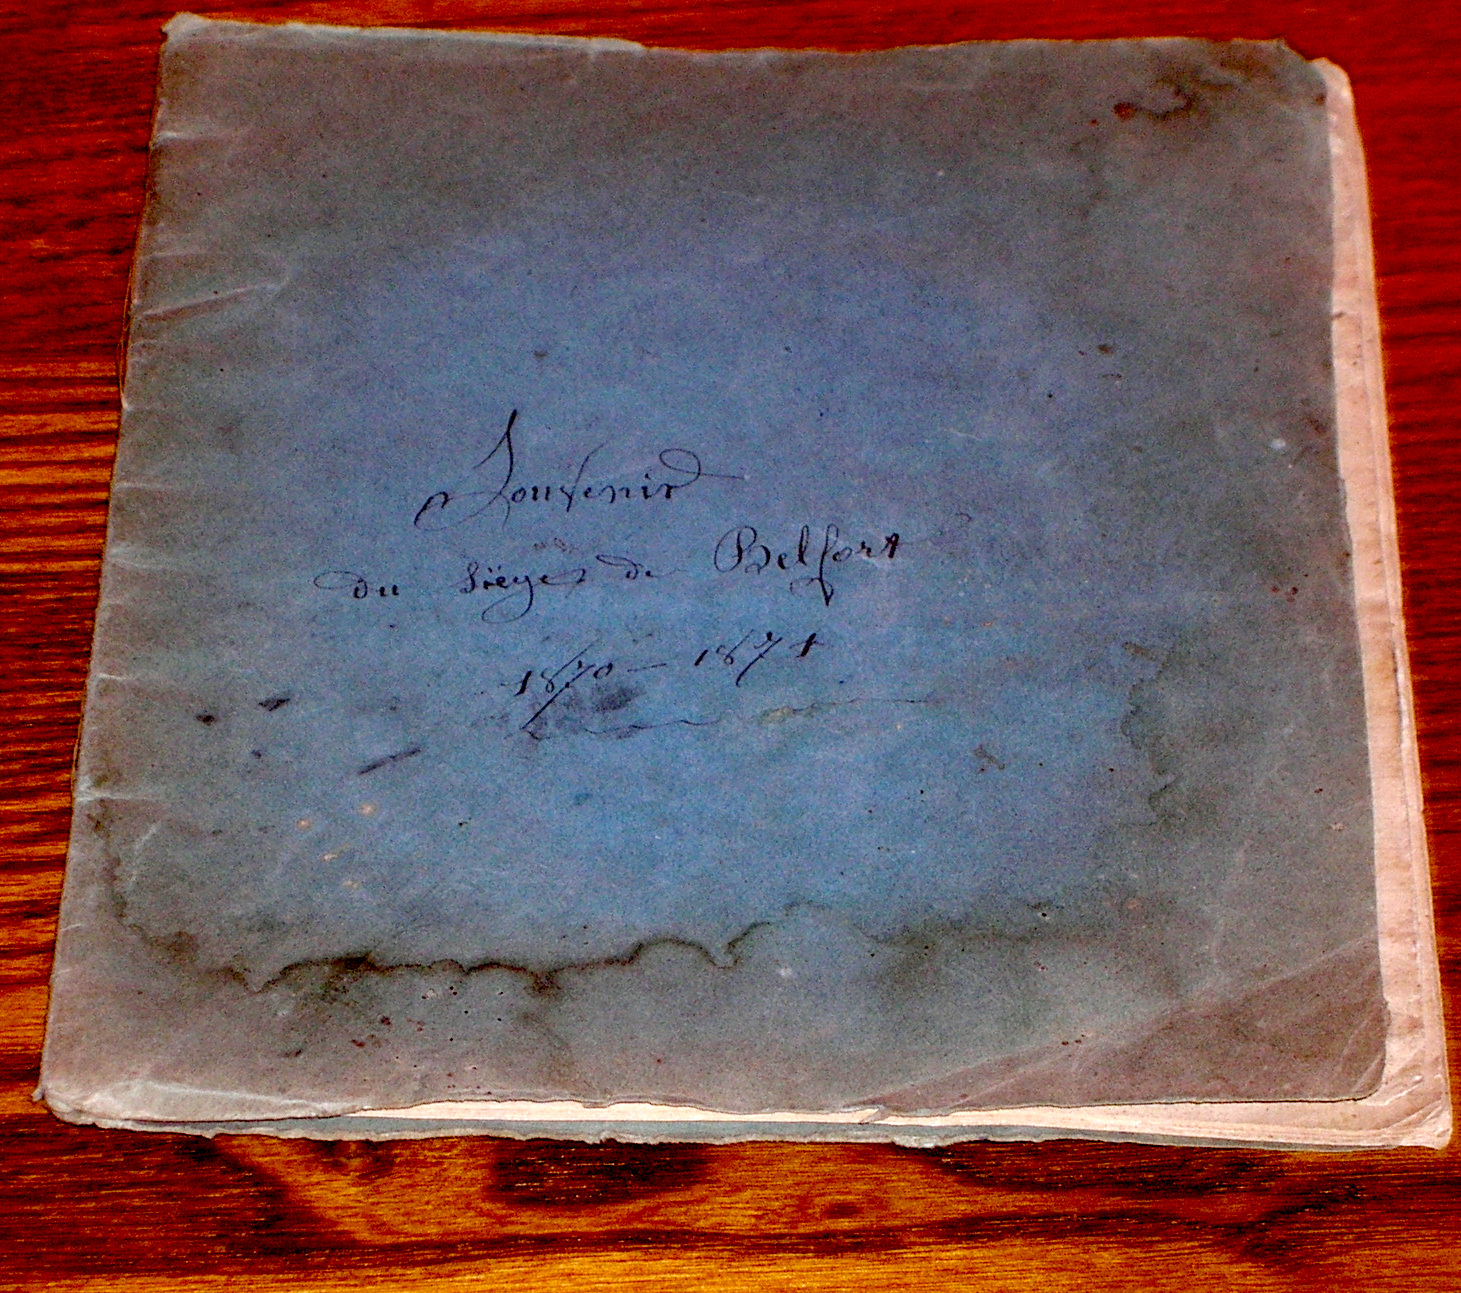 Souvenir
du Siège de Belfort
1870 – 1871